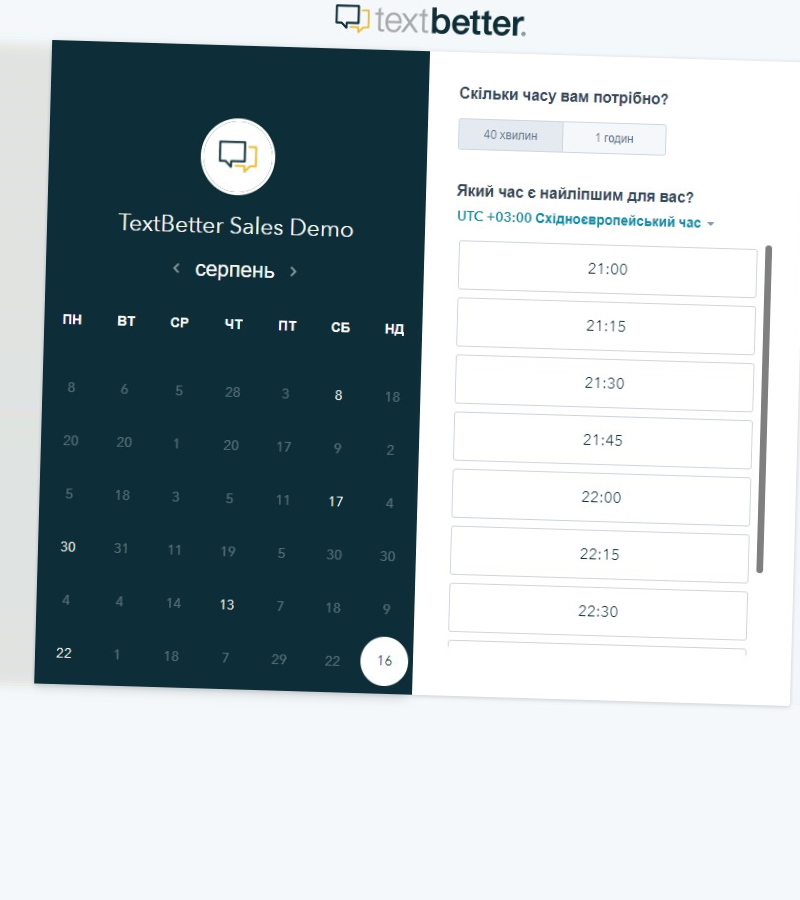 textbetter.
TextBetter Sales Demo
серпень
ПН ВТ СР ЧТ ПТ СБ НД
8 6 5 28 3 8 18
20 20 1 20 17 9 2
5 18 3 5 11 17 4
30 31 11 19 5 30 30
4 4 14 13 7 18 9
22 1 18 7 29 22 16
Скільки часу вам потрібно?
40 хвилин 1 годин
Який час є найліпшим для вас?
UTC +03:00 Східноєвропейський час
21:00
21:15
21:30
21:45
22:00
22:15
22:30